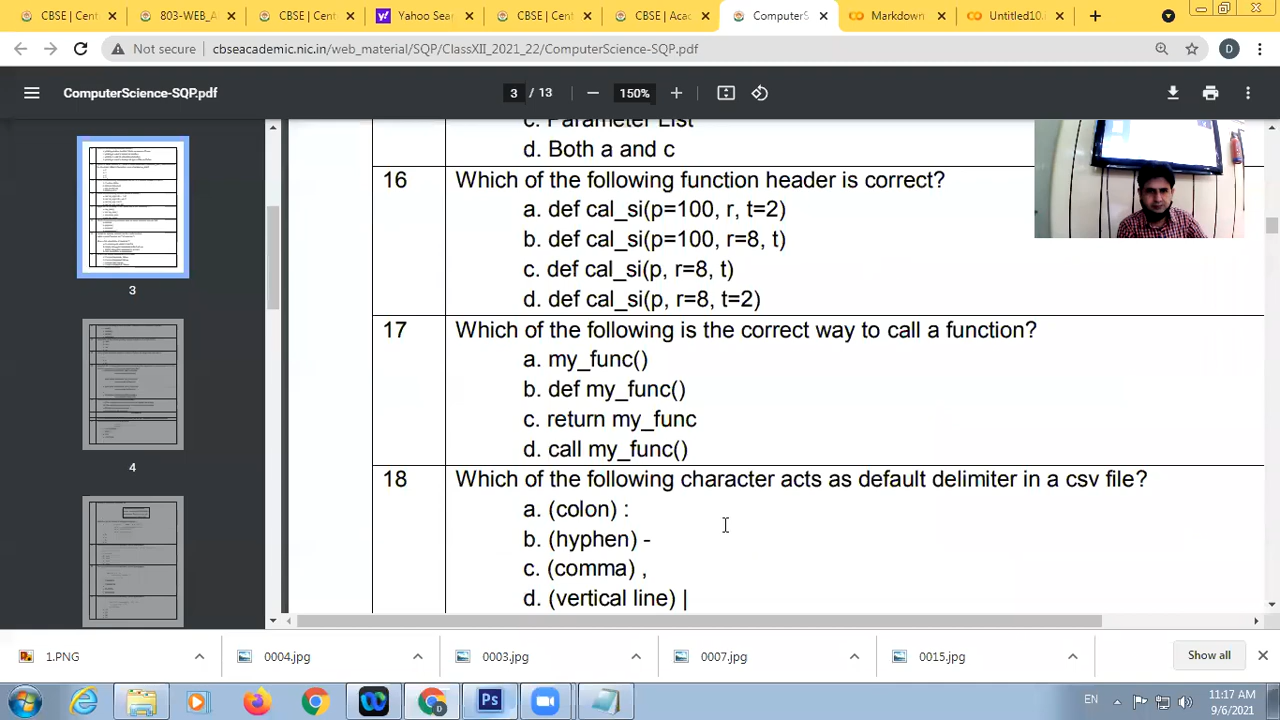 CBSE | Cent
803-WEB_A
CBSE | Cent
Yahoo Sear
CBSE | Cent
CBSE | Acad
ComputerS
Markdown
Untitled10.i
Not secure
cbseacademic.nic.in/web_material/SQP/ClassXII_2021_22/ComputerScience-SQP.pdf
D
ComputerScience-SQP.pdf
3 / 13
150%
3
4
c. Parameter List
d. Both a and c
16 Which of the following function header is correct?
a. def cal_si(p=100, r, t=2)
b. def cal_si(p=100, r=8, t)
c. def cal_si(p, r=8, t)
d. def cal_si(p, r=8, t=2)
17 Which of the following is the correct way to call a function?
a. my_func()
b. def my_func()
c. return my_func
d. call my_func()
18 Which of the following character acts as default delimiter in a csv file?
a. (colon) :
b. (hyphen) -
c. (comma) ,
d. (vertical line) |
1.PNG
0004.jpg
0003.jpg
0007.jpg
0015.jpg
Show all
Ps
EN
11:17 AM
9/6/2021